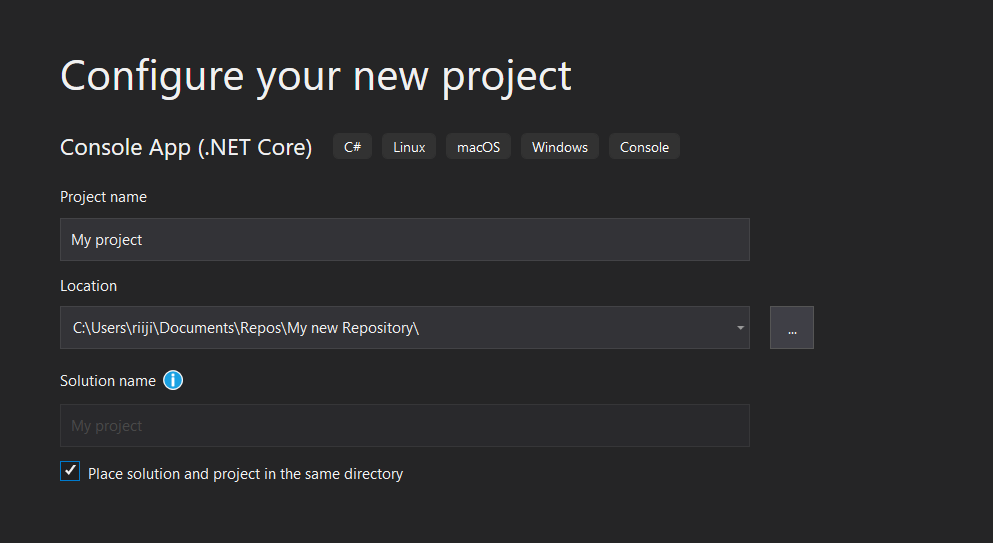 Configure your new project
Console App (.NET Core) C# Linux macOS Windows Console
Project name
My project
Location
C:\Users\riiji\Documents\Repos\My new Repository\
...
Solution name
My project
Place solution and project in the same directory